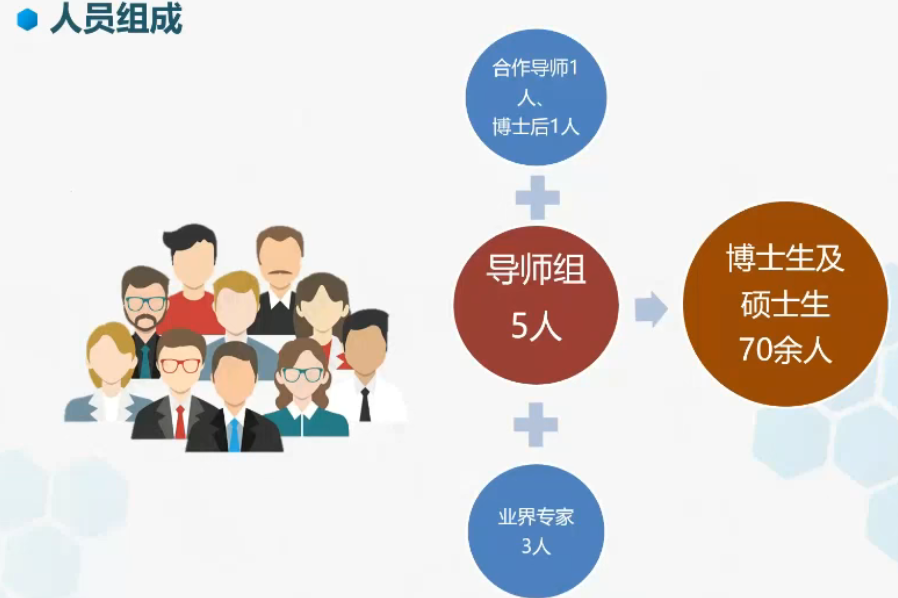 人员组成
合作导师1
人、
博士后1人
导师组
5人
博士生及
硕士生
70余人
业界专家
3人